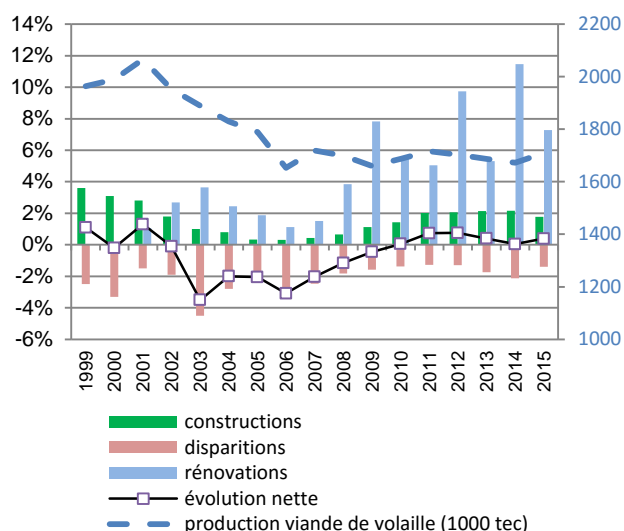 14% 2200
12%
2000
10%
8% 1800
6%
1600
4%
2%
1400
0%
-2% 1200
-4%
-6% 1000
1999 2000 2001 2002 2003 2004 2005 2006 2007 2008 2009 2010 2011 2012 2013 2014 2015
constructions
disparitions
rénovations
évolution nette
production viande de volaille (1000 tec)